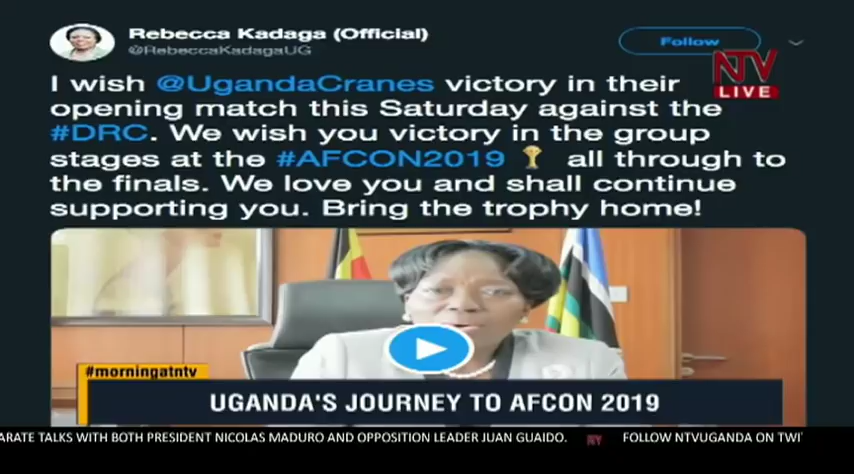 Rebecca Kadaga (Official)
@RebeccaKadagaUG
Follow
NTV
LIVE
I wish @UgandaCranes victory in their
opening match this Saturday against the
#DRC. We wish you victory in the group
stages at the #AFCON2019 🏆 all through to
the finals. We love you and shall continue
supporting you. Bring the trophy home!
#morningatntv
UGANDA'S JOURNEY TO AFCON 2019
ARATE TALKS WITH BOTH PRESIDENT NICOLAS MADURO AND OPPOSITION LEADER JUAN GUAIDO. NTV FOLLOW NTVUGANDA ON TWI